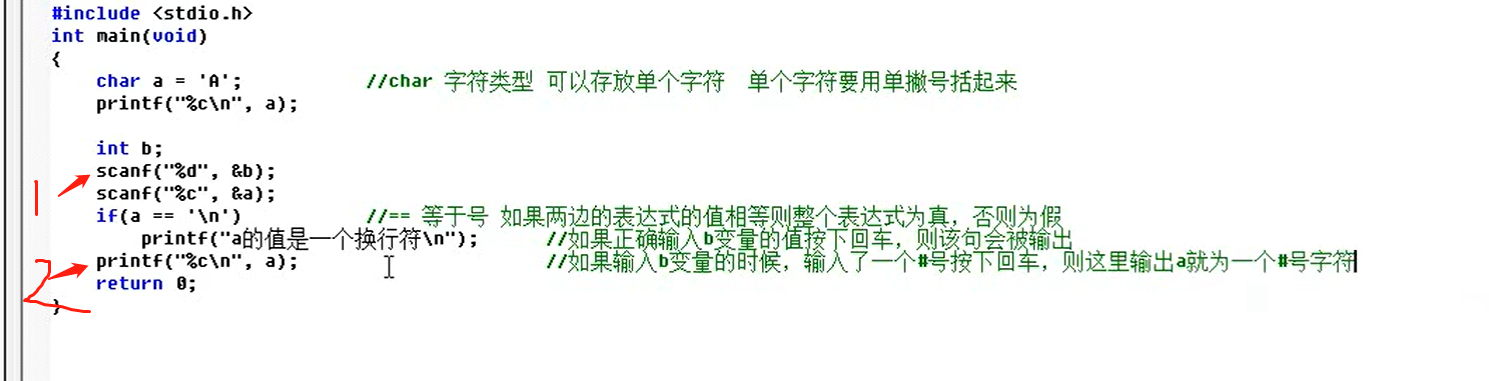 #include <stdio.h>
int main(void)
{
char a = 'A'; //char 字符类型 可以存放单个字符 单个字符要用单撇号括起来
printf("%c\n", a);
int b;
scanf("%d", &b);
1
scanf("%c", &a);
if(a == '\n') //== 等于号 如果两边的表达式的值相等则整个表达式为真，否则为假
printf("a的值是一个换行符\n"); //如果正确输入b变量的值按下回车，则该句会被输出
2
printf("%c\n", a); //如果输入b变量的时候，输入了一个#号按下回车，则这里输出a就为一个#号字符
return 0;
}